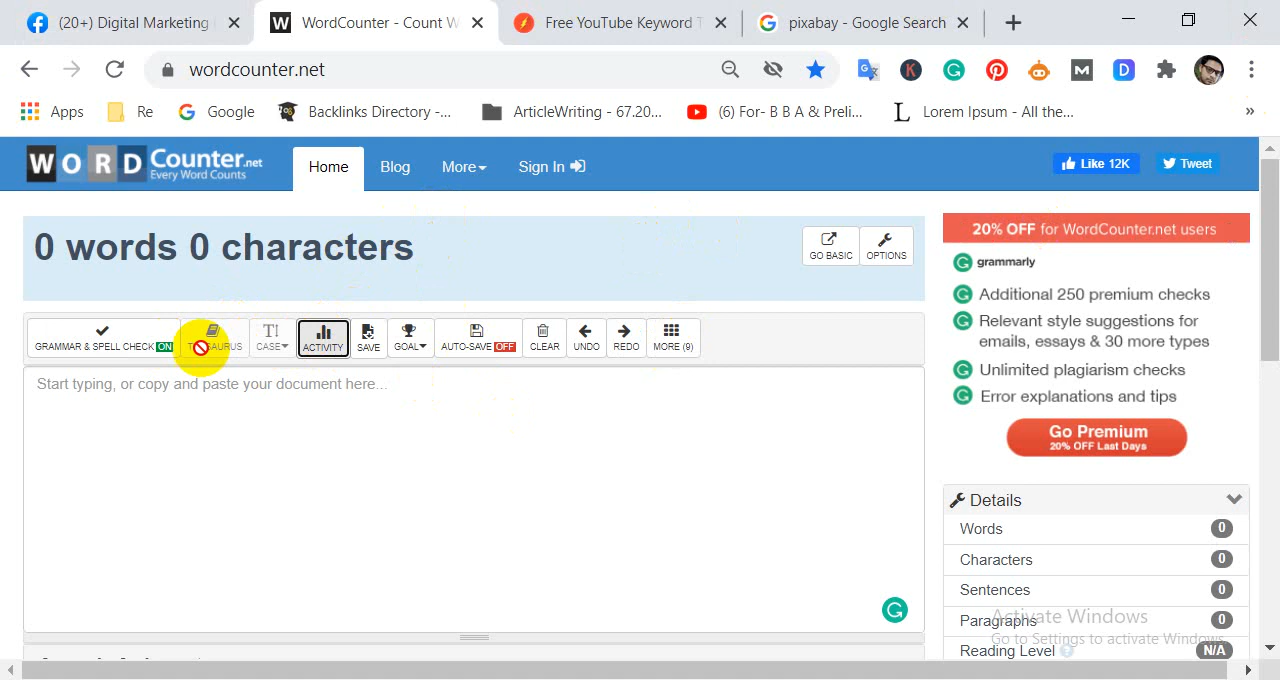 (20+) Digital Marketing
WordCounter - Count W
Free YouTube Keyword T
pixabay - Google Search
wordcounter.net
Apps
Re
Google
Backlinks Directory -...
ArticleWriting - 67.20...
(6) For- B B A & Preli...
Lorem Ipsum - All the...
»
WORD Counter.net
Every Word Counts
Home
Blog
More
Sign In
Like 12K
Tweet
0 words 0 characters
GO BASIC
OPTIONS
20% OFF for WordCounter.net users
grammarly
Additional 250 premium checks
Relevant style suggestions for
emails, essays & 30 more types
Unlimited plagiarism checks
Error explanations and tips
Go Premium
20% OFF Last Days
GRAMMAR & SPELL CHECK ON
CASE
ACTIVITY
SAVE
GOAL
AUTO-SAVE OFF
CLEAR
UNDO
REDO
MORE (9)
Start typing, or copy and paste your document here...
Details
Words 0
Characters 0
Sentences 0
Paragraphs 0
Reading Level N/A
Activate Windows
Go to Settings to activate Windows.